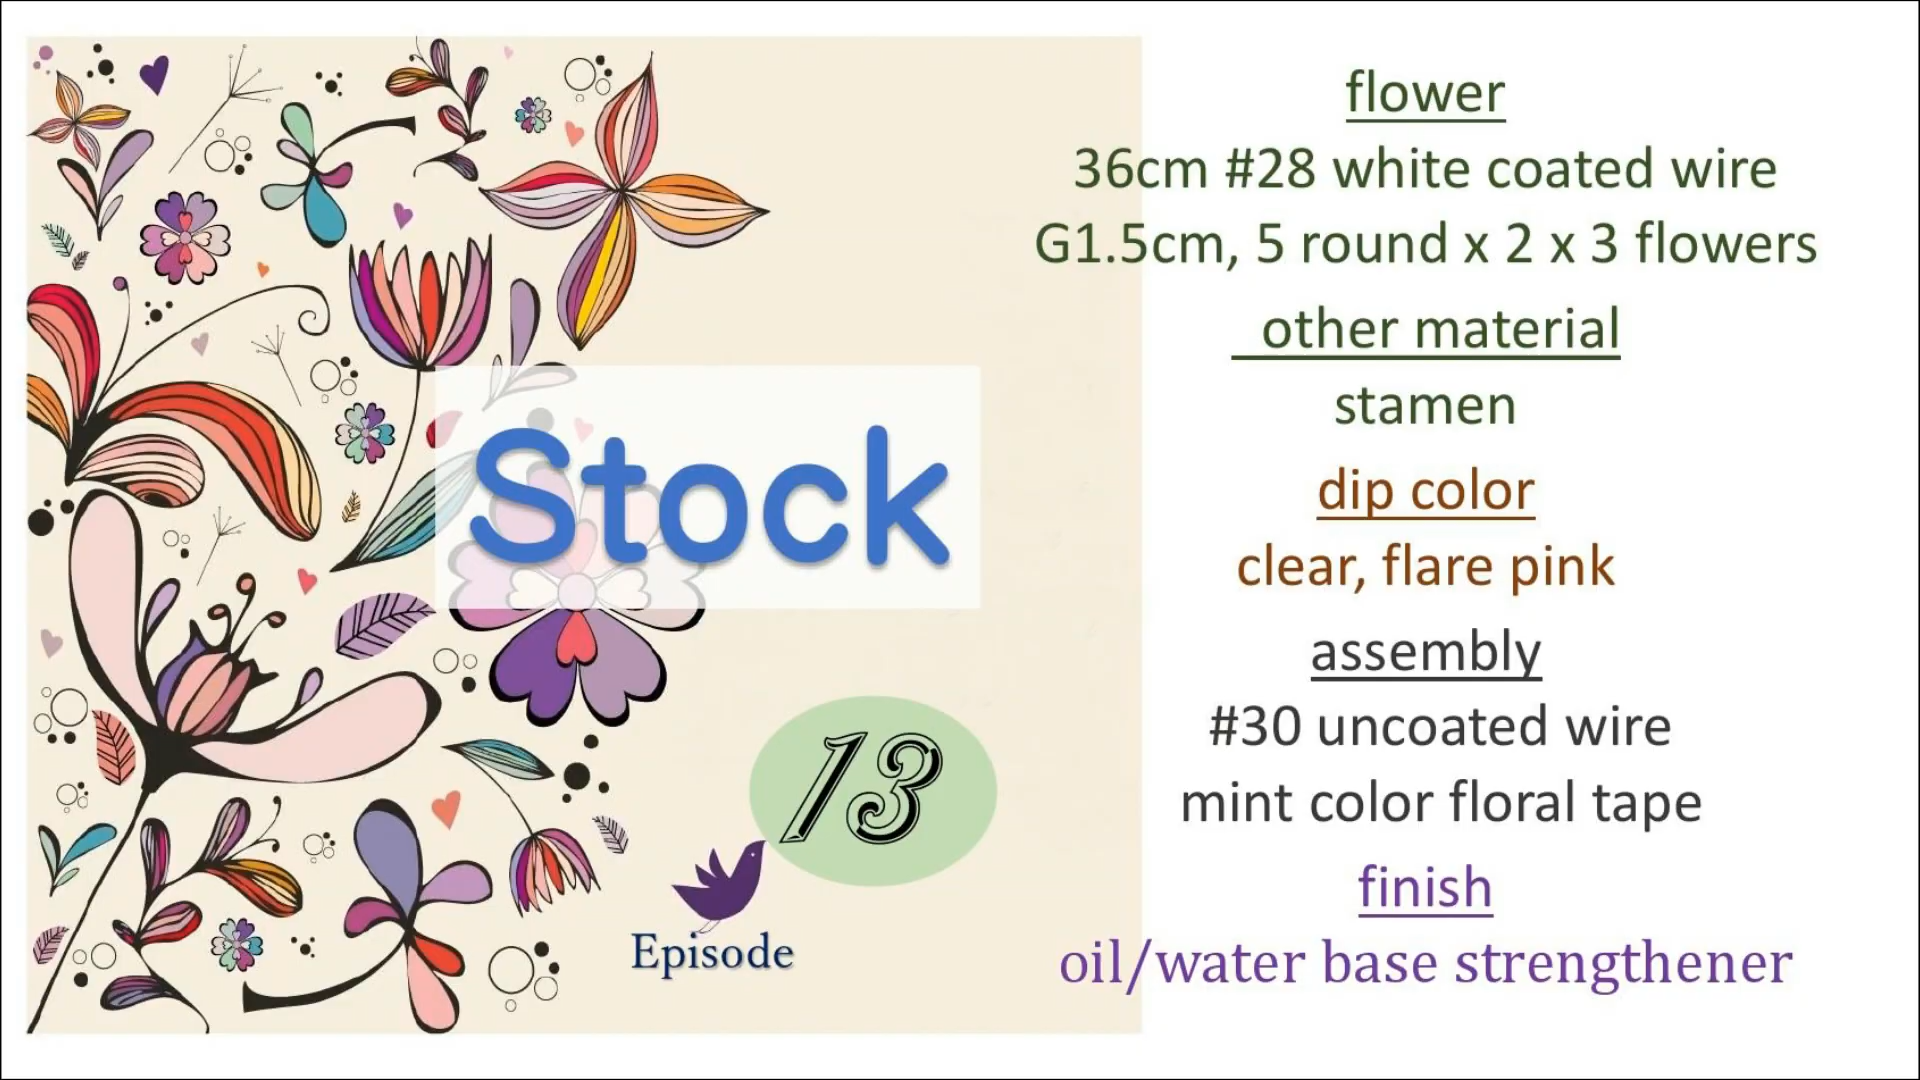 Stock
13
Episode
flower
36cm #28 white coated wire
G1.5cm, 5 round x 2 x 3 flowers
other material
stamen
dip color
clear, flare pink
assembly
#30 uncoated wire
mint color floral tape
finish
oil/water base strengthener